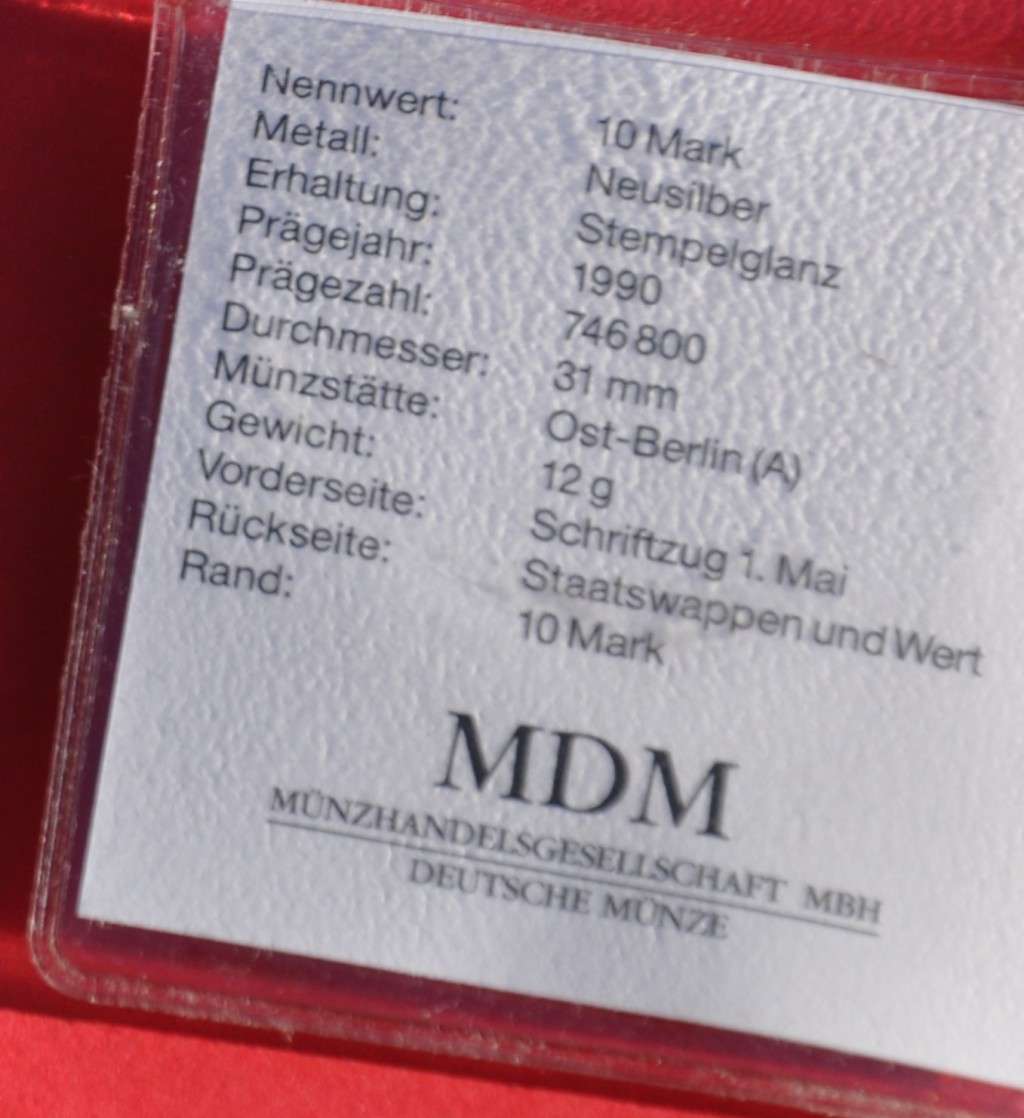 Nennwert: 10 Mark
Metall: Neusilber
Erhaltung: Stempelglanz
Prägejahr: 1990
Prägezahl: 746 800
Durchmesser: 31 mm
Münzstätte: Ost-Berlin (A)
Gewicht: 12 g
Vorderseite: Schriftzug 1. Mai
Rückseite: Staatswappen und Wert
Rand: 10 Mark
MDM
MÜNZHANDELSGESELLSCHAFT MBH
DEUTSCHE MÜNZE